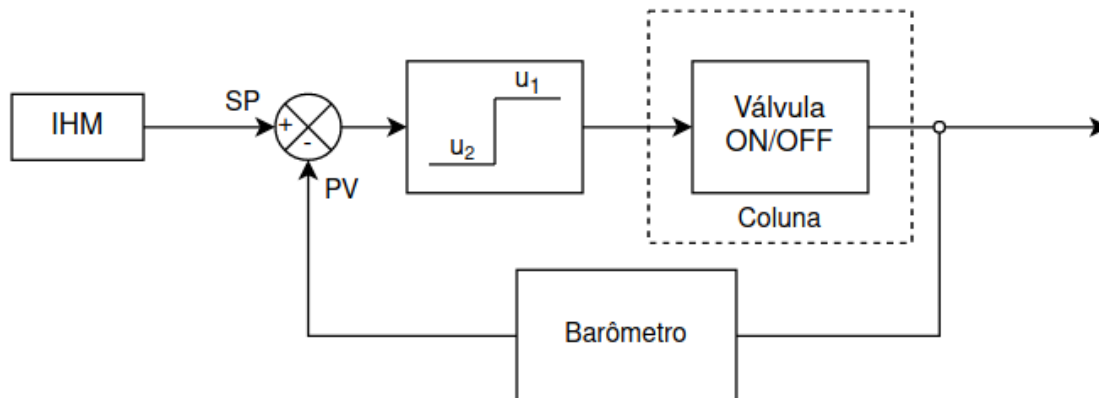 IHM
SP
+
-
PV
u1
u2
Válvula
ON/OFF
Coluna
Barômetro